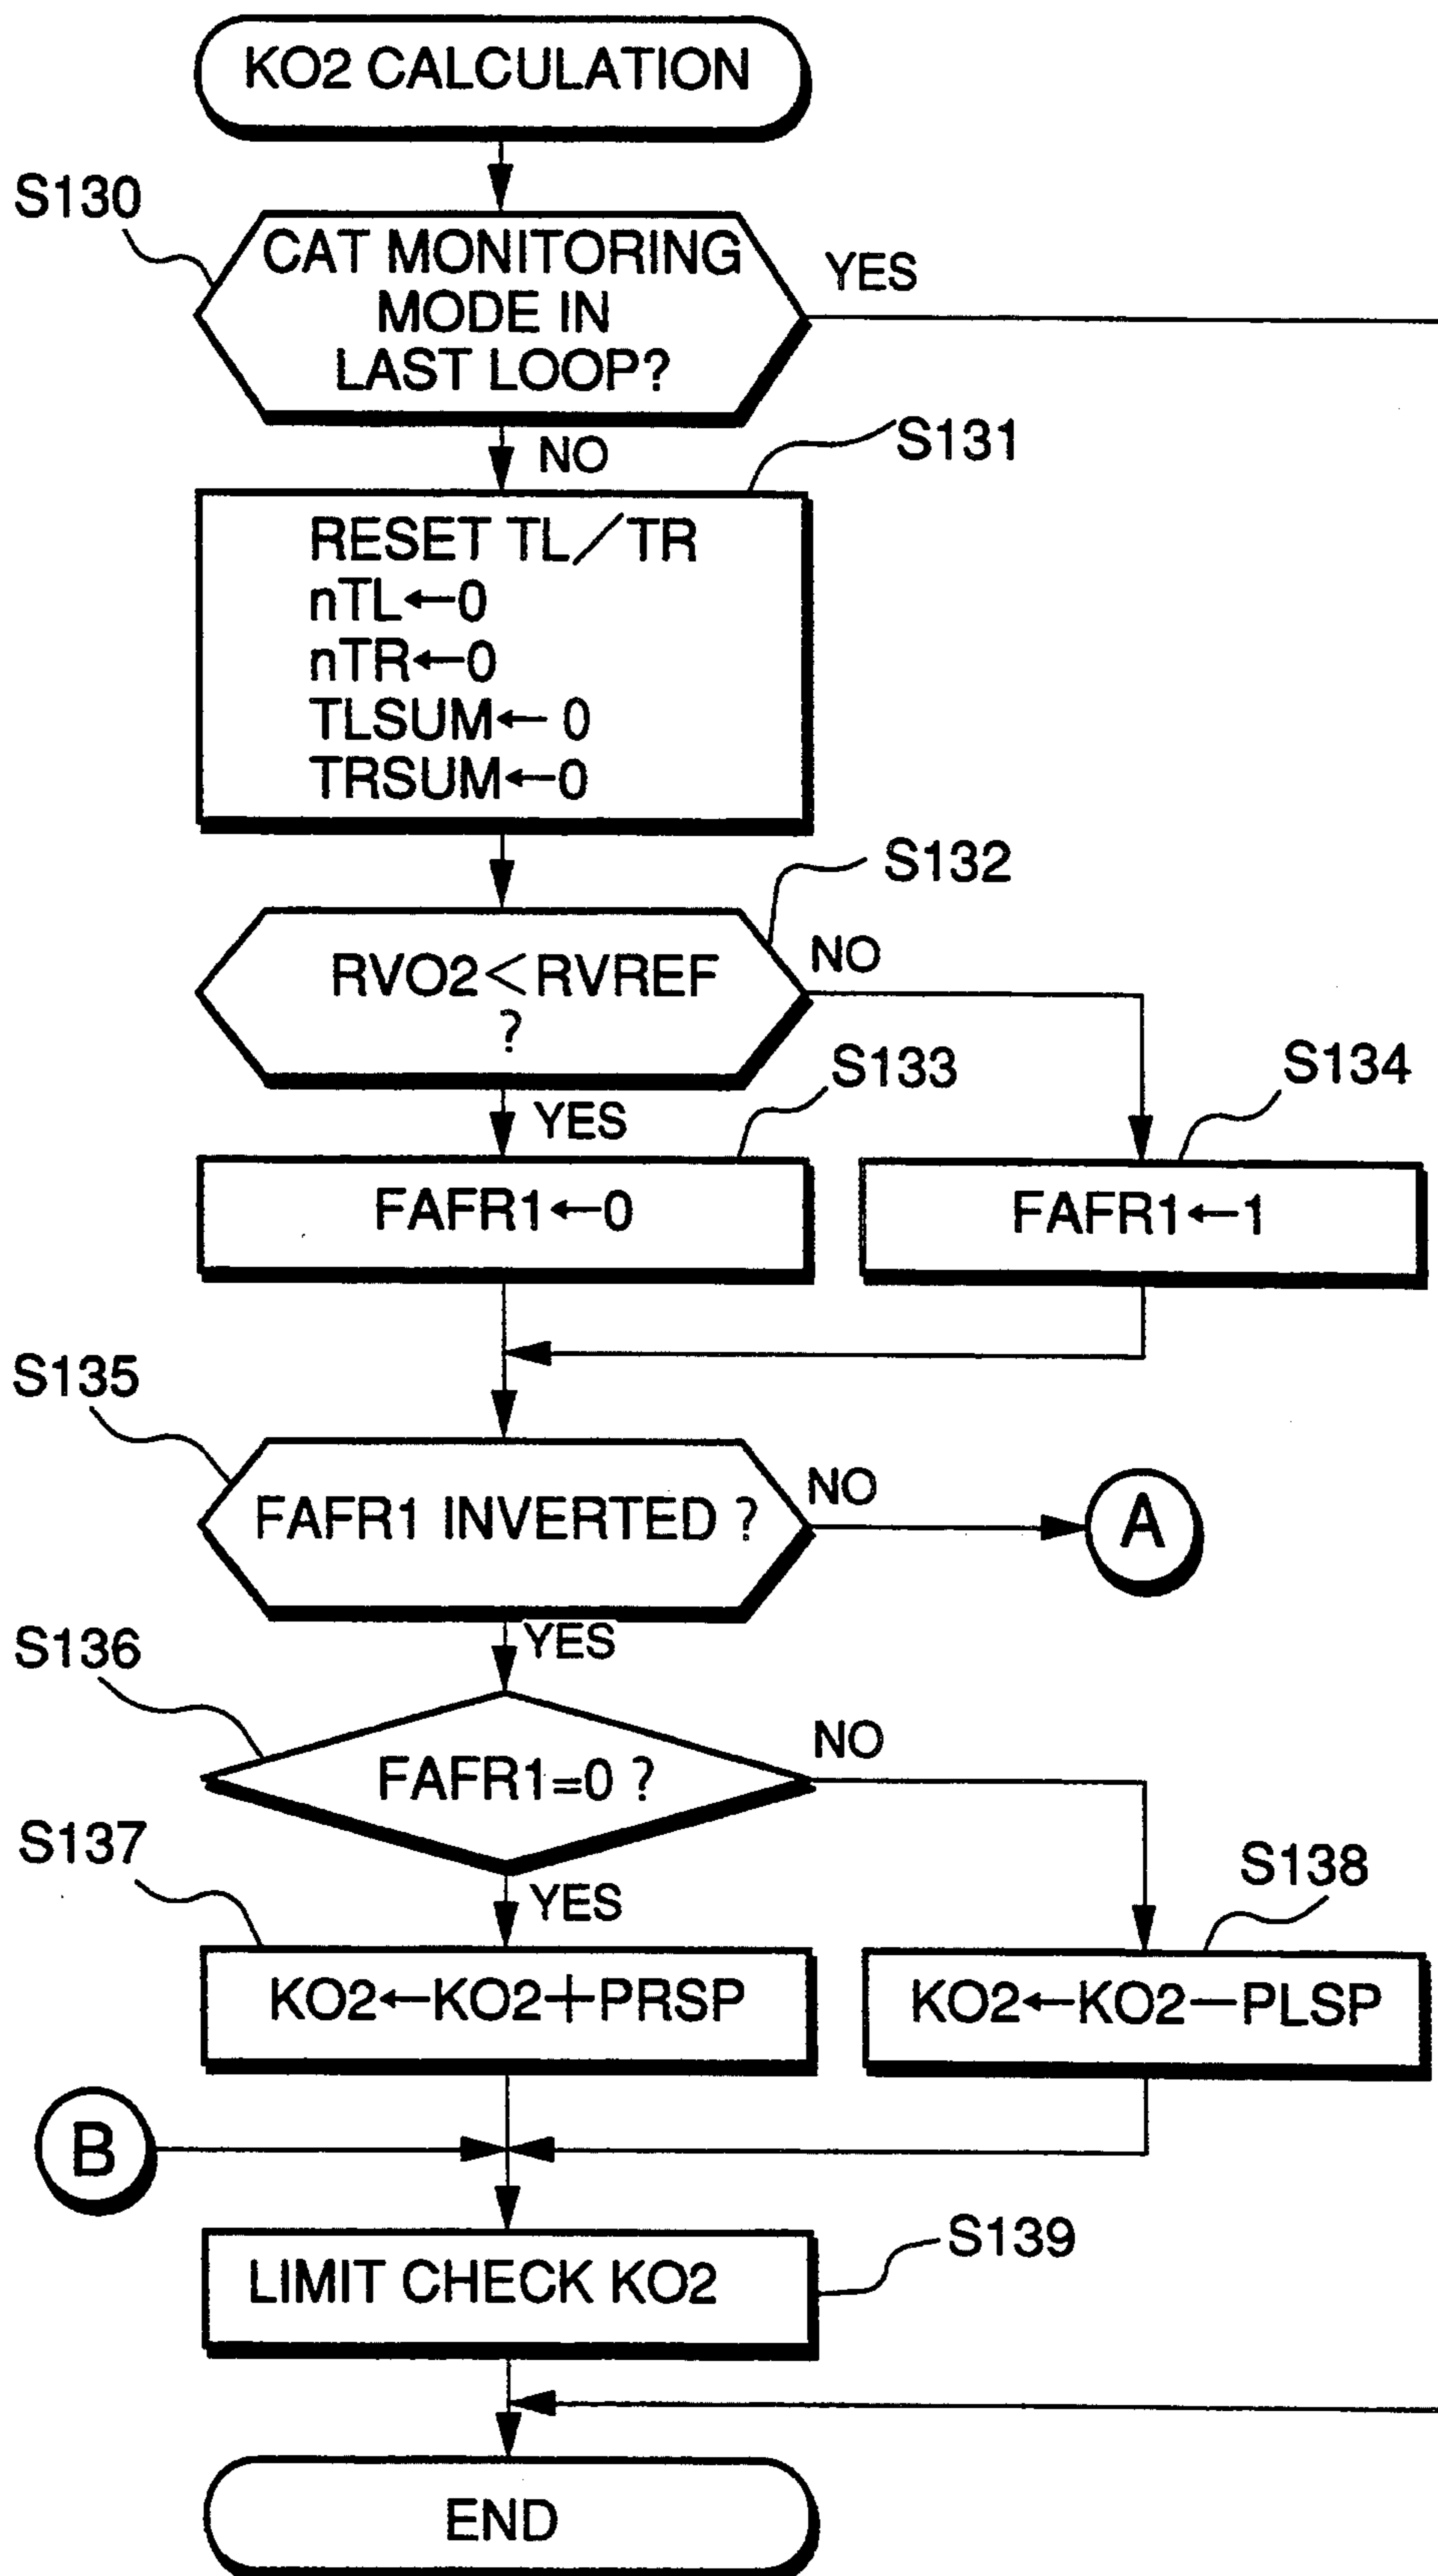 KO2 CALCULATION
S130
CAT MONITORING
MODE IN
LAST LOOP?
YES
NO
S131
RESET TL/TR
nTL←0
nTR←0
TLSUM← 0
TRSUM←0
S132
RVO2<RVREF
?
NO
YES
S133
S134
FAFR1←0
FAFR1←1
S135
FAFR1 INVERTED ?
NO
A
YES
S136
FAFR1=0 ?
NO
S137
YES
S138
KO2←KO2+PRSP
KO2←KO2−PLSP
B
S139
LIMIT CHECK KO2
END